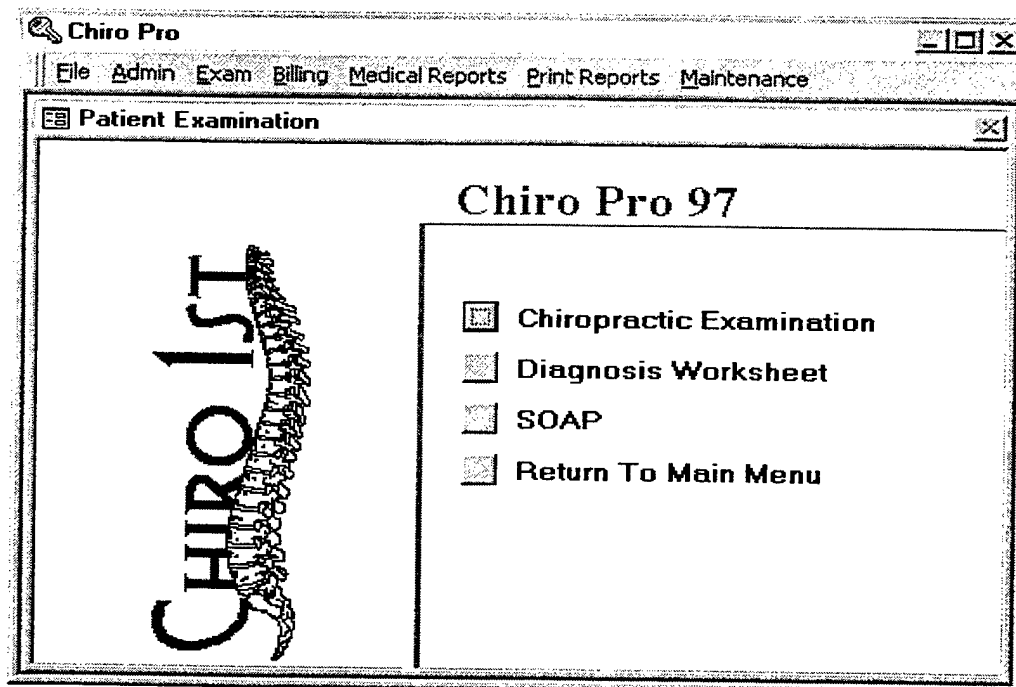 Chiro Pro
File Admin Exam Billing Medical Reports Print Reports Maintenance
Patient Examination
Chiro Pro 97
CHIRO 1ST
Chiropractic Examination
Diagnosis Worksheet
SOAP
Return To Main Menu